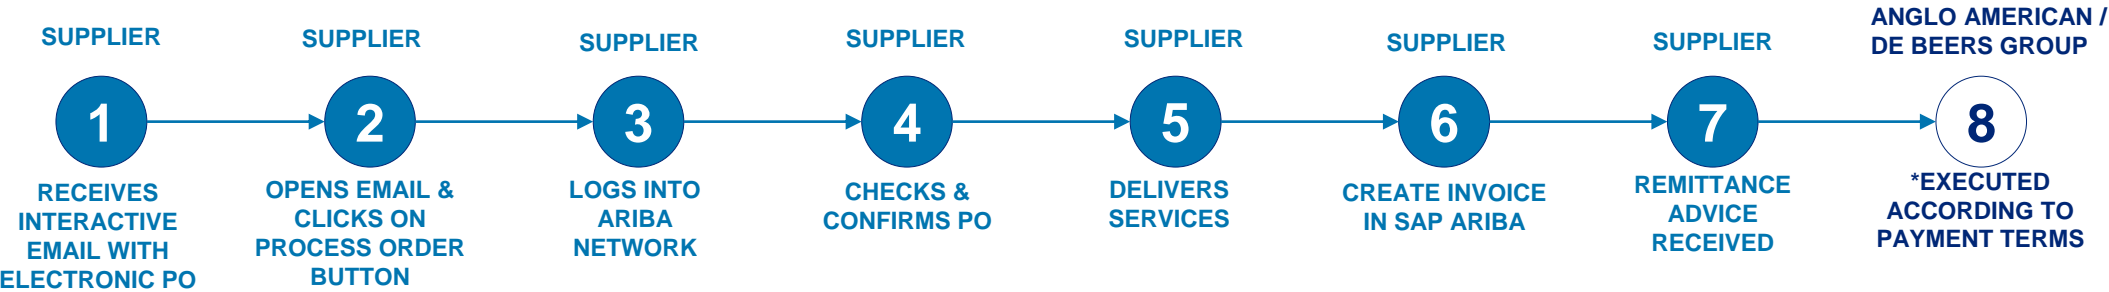 SUPPLIER
1
RECEIVES
INTERACTIVE
EMAIL WITH
ELECTRONIC PO
SUPPLIER
2
OPENS EMAIL &
CLICKS ON
PROCESS ORDER
BUTTON
SUPPLIER
3
LOGS INTO
ARIBA
NETWORK
SUPPLIER
4
CHECKS &
CONFIRMS PO
SUPPLIER
5
DELIVERS
SERVICES
SUPPLIER
6
CREATE INVOICE
IN SAP ARIBA
SUPPLIER
7
REMITTANCE
ADVICE
RECEIVED
ANGLO AMERICAN /
DE BEERS GROUP
8
*EXECUTED
ACCORDING TO
PAYMENT TERMS